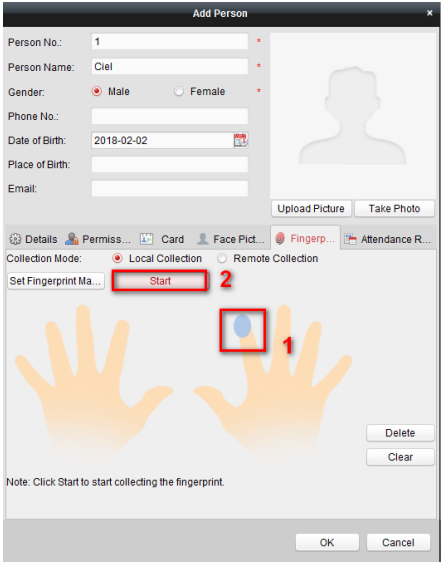 Add Person ×
Person No.: 1 *
Person Name: Ciel *
Gender: Male Female *
Phone No.:
Date of Birth: 2018-02-02
Place of Birth:
Email:
Upload Picture Take Photo
Details Permiss... Card Face Pict... Fingerp... Attendance R...
Collection Mode: Local Collection Remote Collection
Set Fingerprint Ma... Start 2
1
Delete
Clear
Note: Click Start to start collecting the fingerprint.
OK Cancel